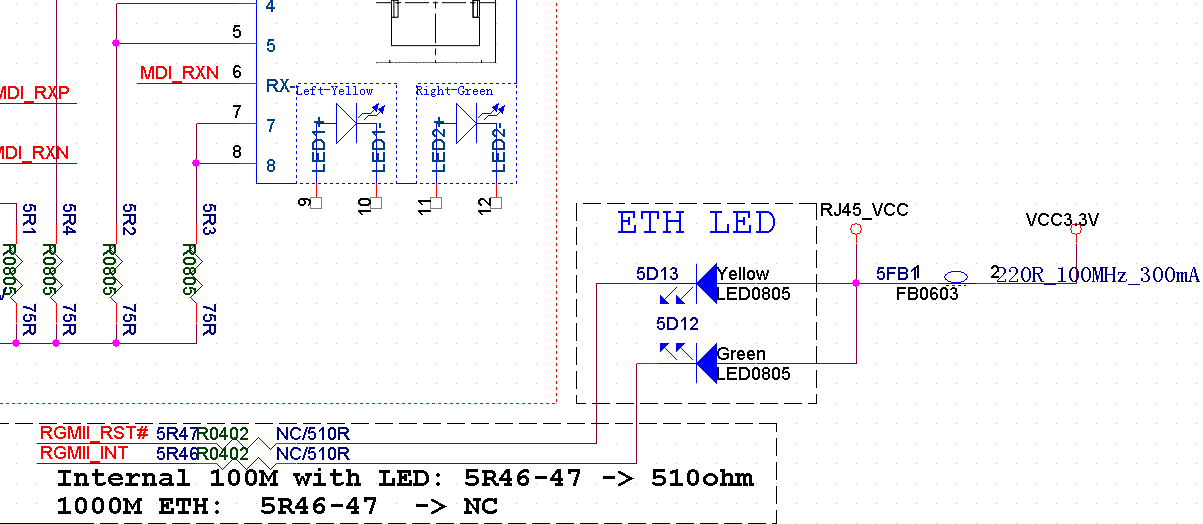 4
5
5
MDI_RXN
6
RX-
MDI_RXP
7
7
MDI_RXN
8
8
Left-Yellow
Right-Green
LED1+
LED1-
LED2+
LED2-
9
10
11
12
5R1
5R4
5R2
5R3
R0805
R0805
R0805
R0805
75R
75R
75R
75R
ETH LED
RJ45_VCC
VCC3.3V
5D13
Yellow
LED0805
5FB1
1
2
220R_100MHz_300mA
FB0603
5D12
Green
LED0805
RGMII_RST#
5R47
R0402
NC/510R
RGMII_INT
5R46
R0402
NC/510R
Internal 100M with LED: 5R46-47 -> 510ohm
1000M ETH: 5R46-47 -> NC